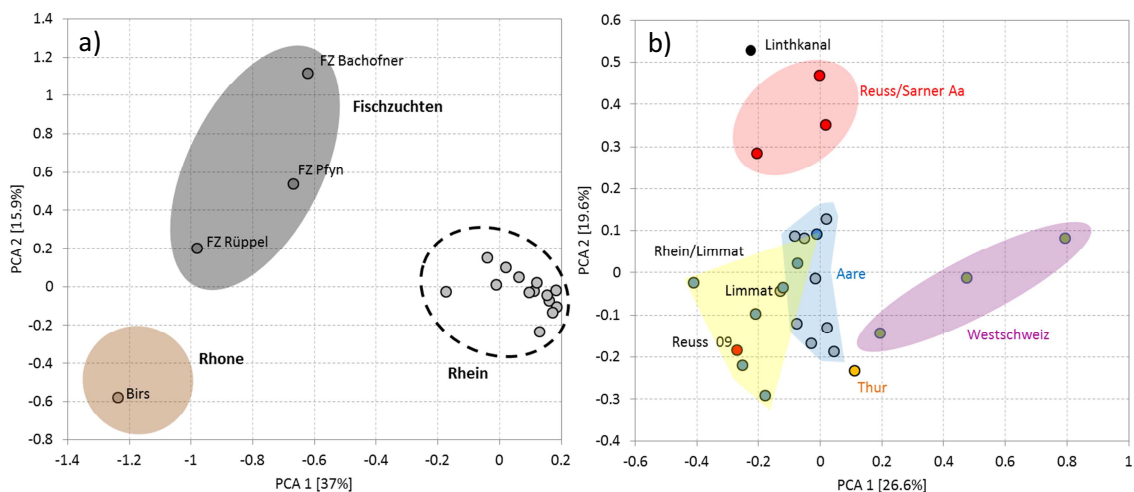 a)
PCA 2 [15.9%]
1.4
1.2
1
0.8
0.6
0.4
0.2
0
-0.2
-0.4
-0.6
-0.8
FZ Bachofner
Fischzuchten
FZ Pfyn
FZ Rüppel
Rhein
Rhone
Birs
-1.4
-1.2
-1
-0.8
-0.6
-0.4
-0.2
0
0.2
PCA 1 [37%]
b)
PCA 2 [19.6%]
0.6
0.5
0.4
0.3
0.2
0.1
0
-0.1
-0.2
-0.3
-0.4
Linthkanal
Reuss/Sarner Aa
Rhein/Limmat
Aare
Limmat
Westschweiz
Reuss 09
Thur
-0.6
-0.4
-0.2
0
0.2
0.4
0.6
0.8
1
PCA 1 [26.6%]